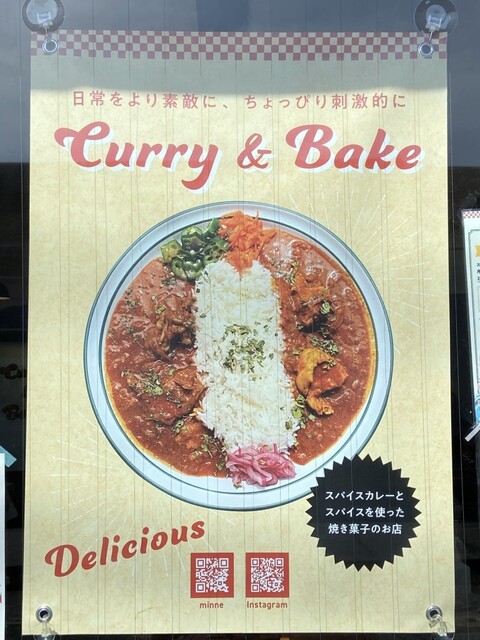 日常をより素敵に、ちょっぴり刺激的に
Curry & Bake
スパイスカレーと
スパイスを使った
焼き菓子のお店
Delicious
minne
Instagram